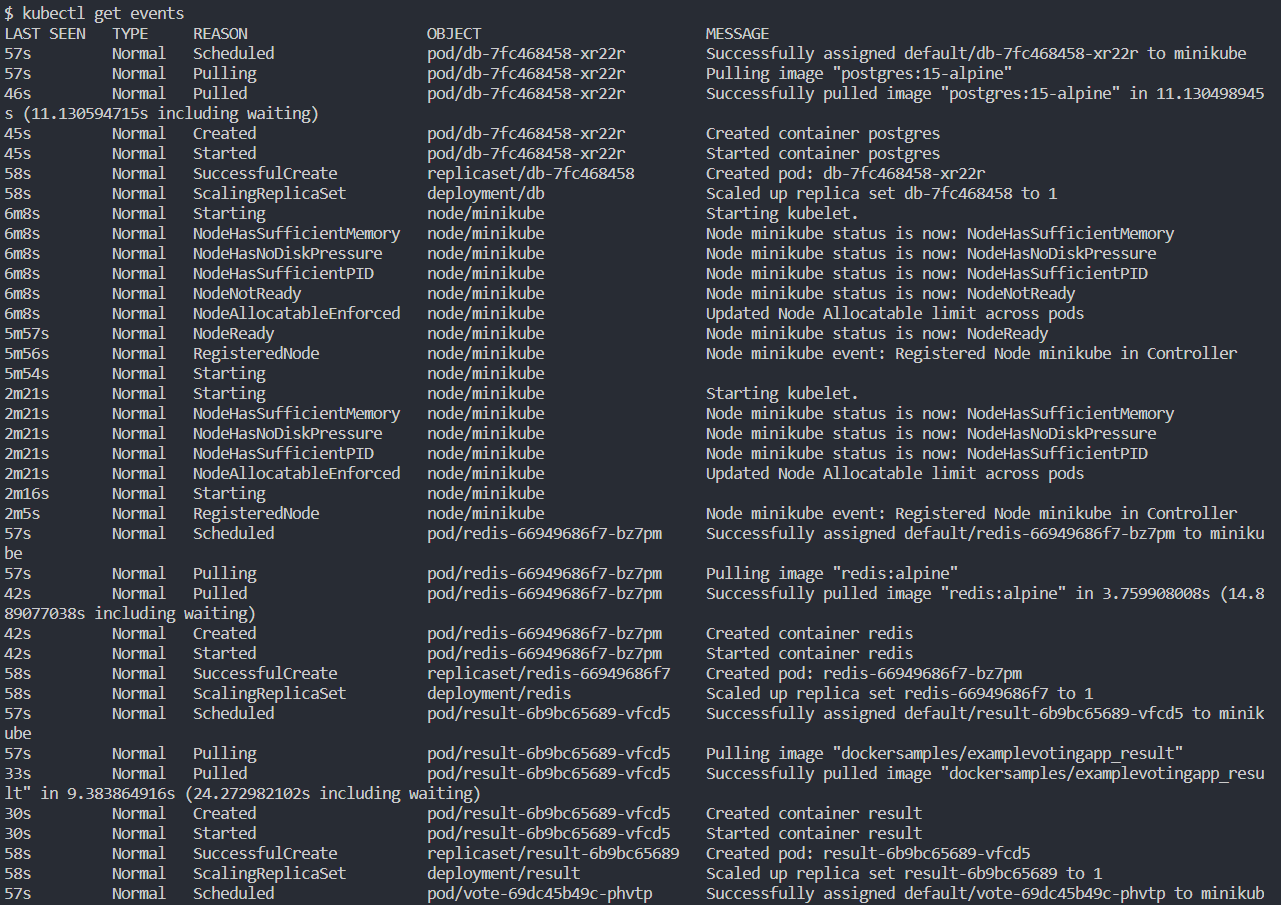 $ kubectl get events
LAST SEEN   TYPE     REASON                    OBJECT                         MESSAGE
57s         Normal   Scheduled                 pod/db-7fc468458-xr22r         Successfully assigned default/db-7fc468458-xr22r to minikube
57s         Normal   Pulling                   pod/db-7fc468458-xr22r         Pulling image "postgres:15-alpine"
46s         Normal   Pulled                    pod/db-7fc468458-xr22r         Successfully pulled image "postgres:15-alpine" in 11.130498945
s (11.130594715s including waiting)
45s         Normal   Created                   pod/db-7fc468458-xr22r         Created container postgres
45s         Normal   Started                   pod/db-7fc468458-xr22r         Started container postgres
58s         Normal   SuccessfulCreate          replicaset/db-7fc468458        Created pod: db-7fc468458-xr22r
58s         Normal   ScalingReplicaSet         deployment/db                  Scaled up replica set db-7fc468458 to 1
6m8s        Normal   Starting                  node/minikube                  Starting kubelet.
6m8s        Normal   NodeHasSufficientMemory   node/minikube                  Node minikube status is now: NodeHasSufficientMemory
6m8s        Normal   NodeHasNoDiskPressure     node/minikube                  Node minikube status is now: NodeHasNoDiskPressure
6m8s        Normal   NodeHasSufficientPID      node/minikube                  Node minikube status is now: NodeHasSufficientPID
6m8s        Normal   NodeNotReady              node/minikube                  Node minikube status is now: NodeNotReady
6m8s        Normal   NodeAllocatableEnforced   node/minikube                  Updated Node Allocatable limit across pods
5m57s       Normal   NodeReady                 node/minikube                  Node minikube status is now: NodeReady
5m56s       Normal   RegisteredNode            node/minikube                  Node minikube event: Registered Node minikube in Controller
5m54s       Normal   Starting                  node/minikube
2m21s       Normal   Starting                  node/minikube                  Starting kubelet.
2m21s       Normal   NodeHasSufficientMemory   node/minikube                  Node minikube status is now: NodeHasSufficientMemory
2m21s       Normal   NodeHasNoDiskPressure     node/minikube                  Node minikube status is now: NodeHasNoDiskPressure
2m21s       Normal   NodeHasSufficientPID      node/minikube                  Node minikube status is now: NodeHasSufficientPID
2m21s       Normal   NodeAllocatableEnforced   node/minikube                  Updated Node Allocatable limit across pods
2m16s       Normal   Starting                  node/minikube
2m5s        Normal   RegisteredNode            node/minikube                  Node minikube event: Registered Node minikube in Controller
57s         Normal   Scheduled                 pod/redis-66949686f7-bz7pm     Successfully assigned default/redis-66949686f7-bz7pm to miniku
be
57s         Normal   Pulling                   pod/redis-66949686f7-bz7pm     Pulling image "redis:alpine"
42s         Normal   Pulled                    pod/redis-66949686f7-bz7pm     Successfully pulled image "redis:alpine" in 3.759908008s (14.8
89077038s including waiting)
42s         Normal   Created                   pod/redis-66949686f7-bz7pm     Created container redis
42s         Normal   Started                   pod/redis-66949686f7-bz7pm     Started container redis
58s         Normal   SuccessfulCreate          replicaset/redis-66949686f7    Created pod: redis-66949686f7-bz7pm
58s         Normal   ScalingReplicaSet         deployment/redis               Scaled up replica set redis-66949686f7 to 1
57s         Normal   Scheduled                 pod/result-6b9bc65689-vfcd5    Successfully assigned default/result-6b9bc65689-vfcd5 to minik
ube
57s         Normal   Pulling                   pod/result-6b9bc65689-vfcd5    Pulling image "dockersamples/examplevotingapp_result"
33s         Normal   Pulled                    pod/result-6b9bc65689-vfcd5    Successfully pulled image "dockersamples/examplevotingapp_resu
lt" in 9.383864916s (24.272982102s including waiting)
30s         Normal   Created                   pod/result-6b9bc65689-vfcd5    Created container result
30s         Normal   Started                   pod/result-6b9bc65689-vfcd5    Started container result
58s         Normal   SuccessfulCreate          replicaset/result-6b9bc65689   Created pod: result-6b9bc65689-vfcd5
58s         Normal   ScalingReplicaSet         deployment/result              Scaled up replica set result-6b9bc65689 to 1
57s         Normal   Scheduled                 pod/vote-69dc45b49c-phvtp      Successfully assigned default/vote-69dc45b49c-phvtp to minikub